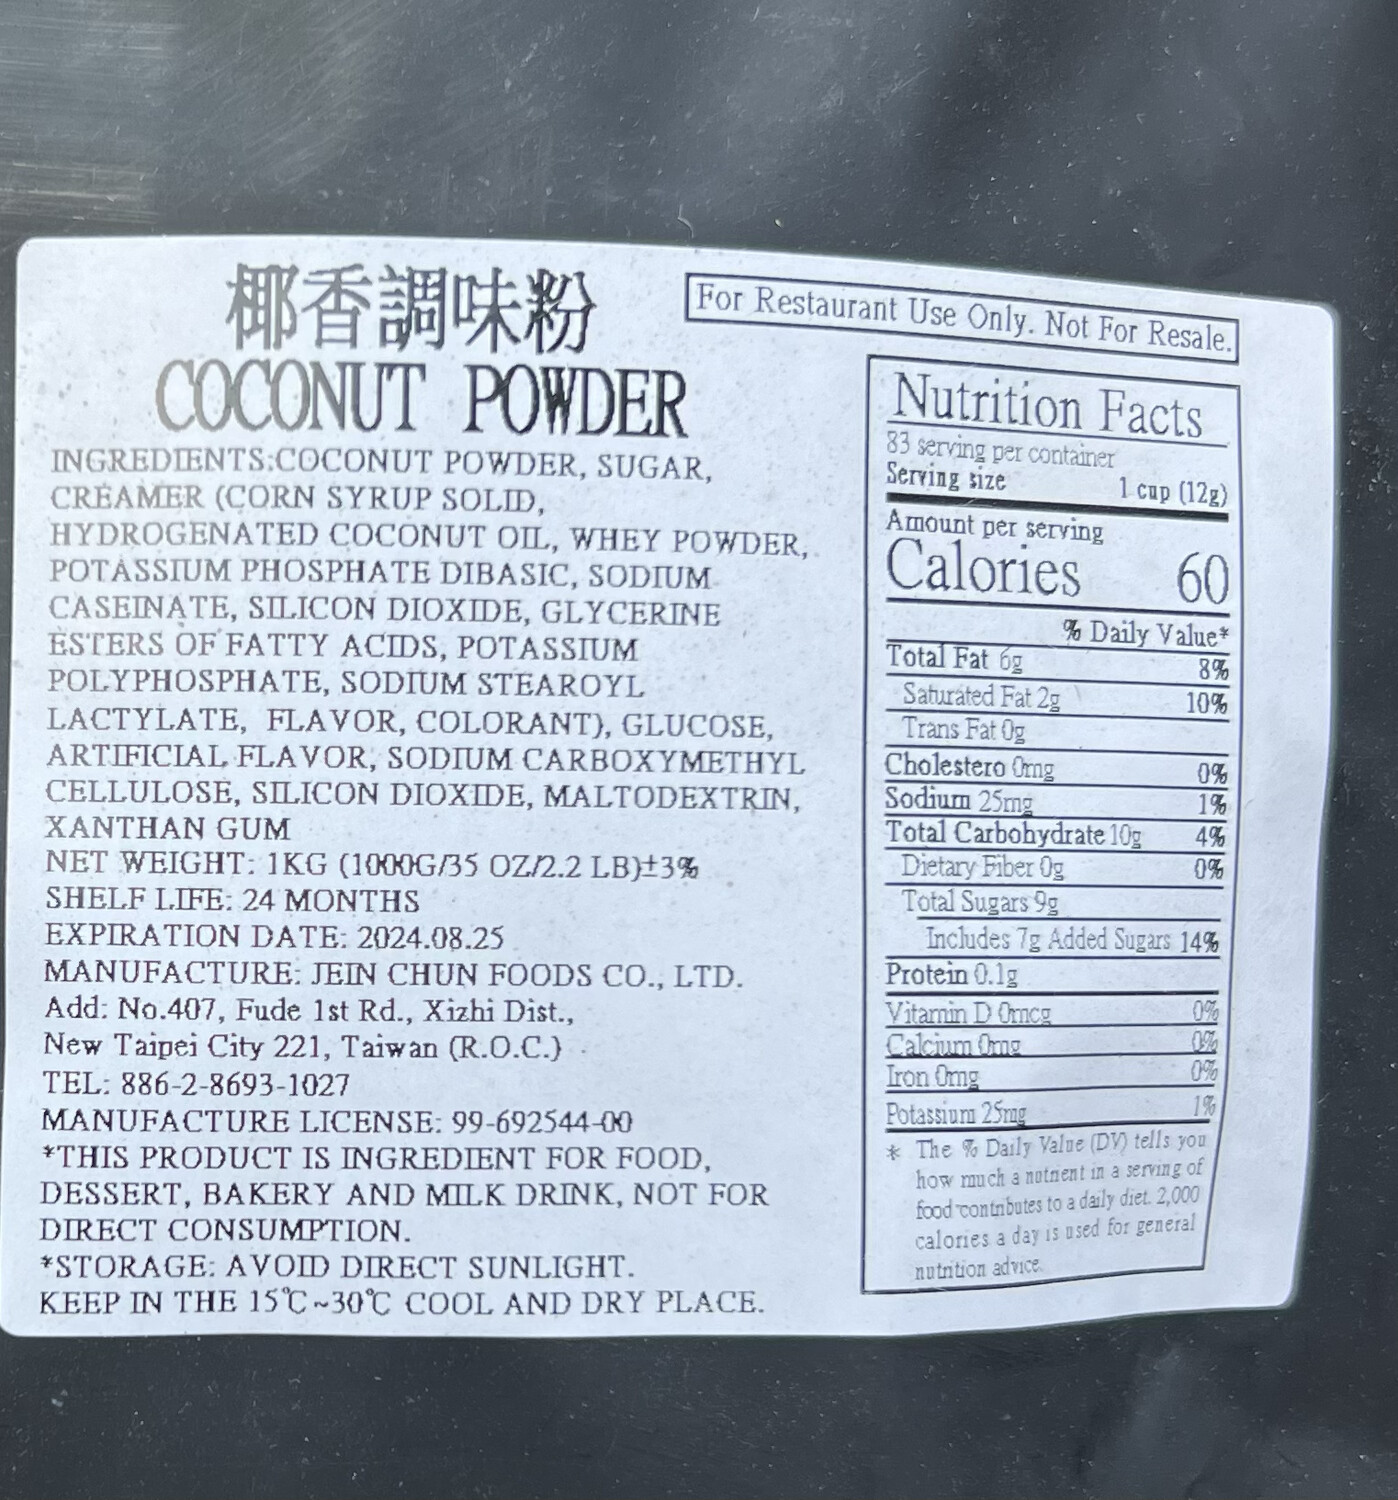 椰香調味粉
COCONUT POWDER
INGREDIENTS:COCONUT POWDER, SUGAR,
CREAMER (CORN SYRUP SOLID,
HYDROGENATED COCONUT OIL, WHEY POWDER,
POTASSIUM PHOSPHATE DIBASIC, SODIUM
CASEINATE, SILICON DIOXIDE, GLYCERINE
ESTERS OF FATTY ACIDS, POTASSIUM
POLYPHOSPHATE, SODIUM STEAROYL
LACTYLATE, FLAVOR, COLORANT), GLUCOSE,
ARTIFICIAL FLAVOR, SODIUM CARBOXYMETHYL
CELLULOSE, SILICON DIOXIDE, MALTODEXTRIN,
XANTHAN GUM
NET WEIGHT: 1KG (1000G/35 OZ/2.2 LB)±3%
SHELF LIFE: 24 MONTHS
EXPIRATION DATE: 2024.08.25
MANUFACTURE: JEIN CHUN FOODS CO., LTD.
Add: No.407, Fude 1st Rd., Xizhi Dist.,
New Taipei City 221, Taiwan (R.O.C.)
TEL: 886-2-8693-1027
MANUFACTURE LICENSE: 99-692544-00
*THIS PRODUCT IS INGREDIENT FOR FOOD,
DESSERT, BAKERY AND MILK DRINK, NOT FOR
DIRECT CONSUMPTION.
*STORAGE: AVOID DIRECT SUNLIGHT.
KEEP IN THE 15℃~30℃ COOL AND DRY PLACE.
For Restaurant Use Only. Not For Resale.
Nutrition Facts
83 serving per container
Serving size 1 cup (12g)
Amount per serving
Calories 60
% Daily Value*
Total Fat 6g 8%
Saturated Fat 2g 10%
Trans Fat 0g
Cholestero 0mg 0%
Sodium 25mg 1%
Total Carbohydrate 10g 4%
Dietary Fiber 0g 0%
Total Sugars 9g
Includes 7g Added Sugars 14%
Protein 0.1g
Vitamin D 0mcg 0%
Calcium 0mg 0%
Iron 0mg 0%
Potassium 25mg 1%
* The % Daily Value (DV) tells you
how much a nutrient in a serving of
food contributes to a daily diet. 2,000
calories a day is used for general
nutrition advice.